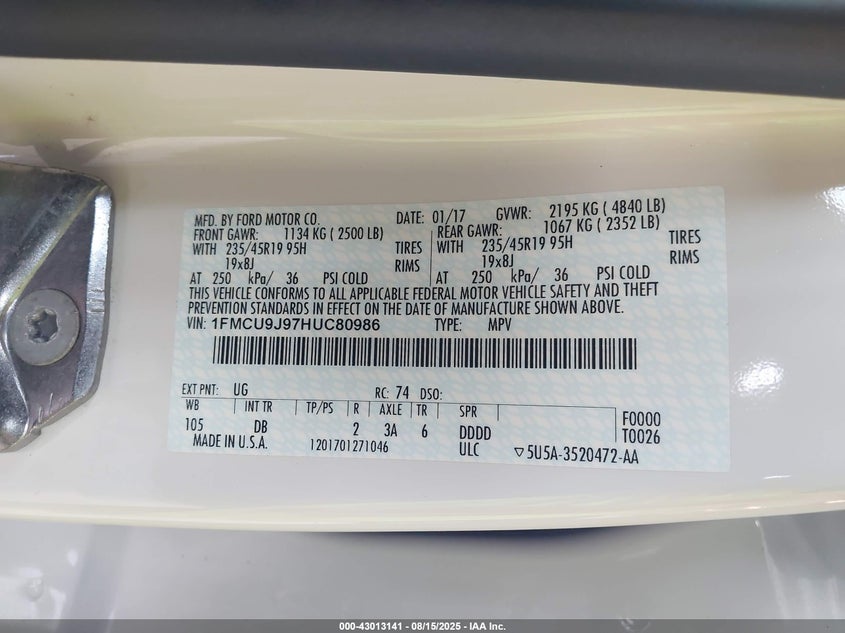 MFD. BY FORD MOTOR CO. DATE: 01/17 GVWR: 2195 KG ( 4840 LB)
FRONT GAWR: 1134 KG ( 2500 LB) REAR GAWR: 1067 KG ( 2352 LB)
WITH 235/45R19 95H TIRES WITH 235/45R19 95H TIRES
19x8J RIMS 19x8J RIMS
AT 250 kPa/ 36 PSI COLD AT 250 kPa/ 36 PSI COLD
THIS VEHICLE CONFORMS TO ALL APPLICABLE FEDERAL MOTOR VEHICLE SAFETY AND THEFT
PREVENTION STANDARDS IN EFFECT ON THE DATE OF MANUFACTURE SHOWN ABOVE.
VIN: 1FMCU9J97HUC80986 TYPE: MPV
EXT PNT: UG RC: 74 DSO:
WB INT TR TP/PS R AXLE TR SPR F0000
105 DB 2 3A 6 DDDD T0026
MADE IN U.S.A. 1201701271046 ULC ▽5U5A-3520472-AA
000-43013141 - 08/15/2025 - IAA Inc.